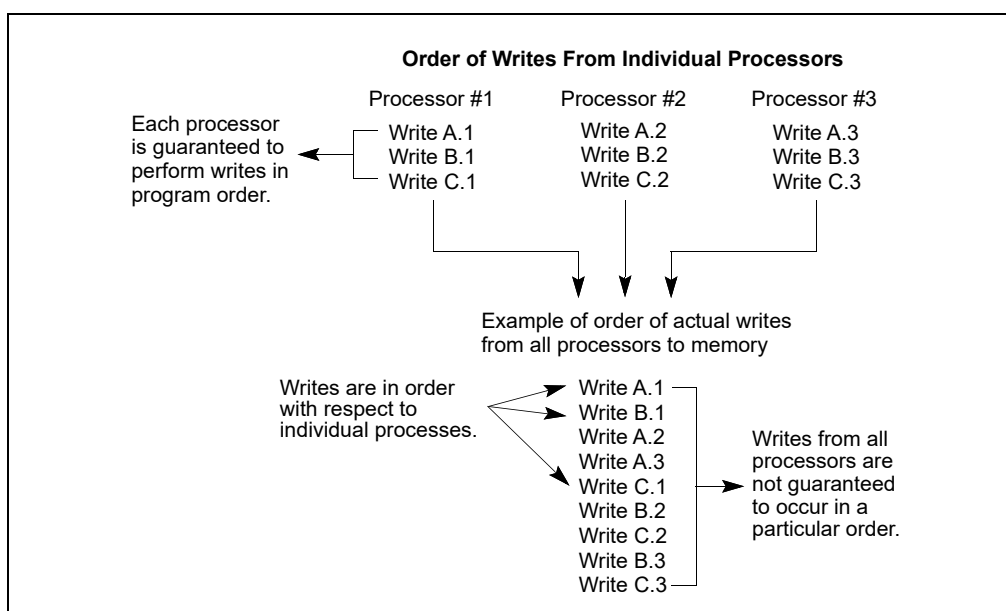 Order of Writes From Individual Processors
Processor #1
Processor #2
Processor #3
Each processor
is guaranteed to
perform writes in
program order.
Write A.1
Write B.1
Write C.1
Write A.2
Write B.2
Write C.2
Write A.3
Write B.3
Write C.3
Example of order of actual writes
from all processors to memory
Writes are in order
with respect to
individual processes.
Write A.1
Write B.1
Write A.2
Write A.3
Write C.1
Write B.2
Write C.2
Write B.3
Write C.3
Writes from all
processors are
not guaranteed
to occur in a
particular order.